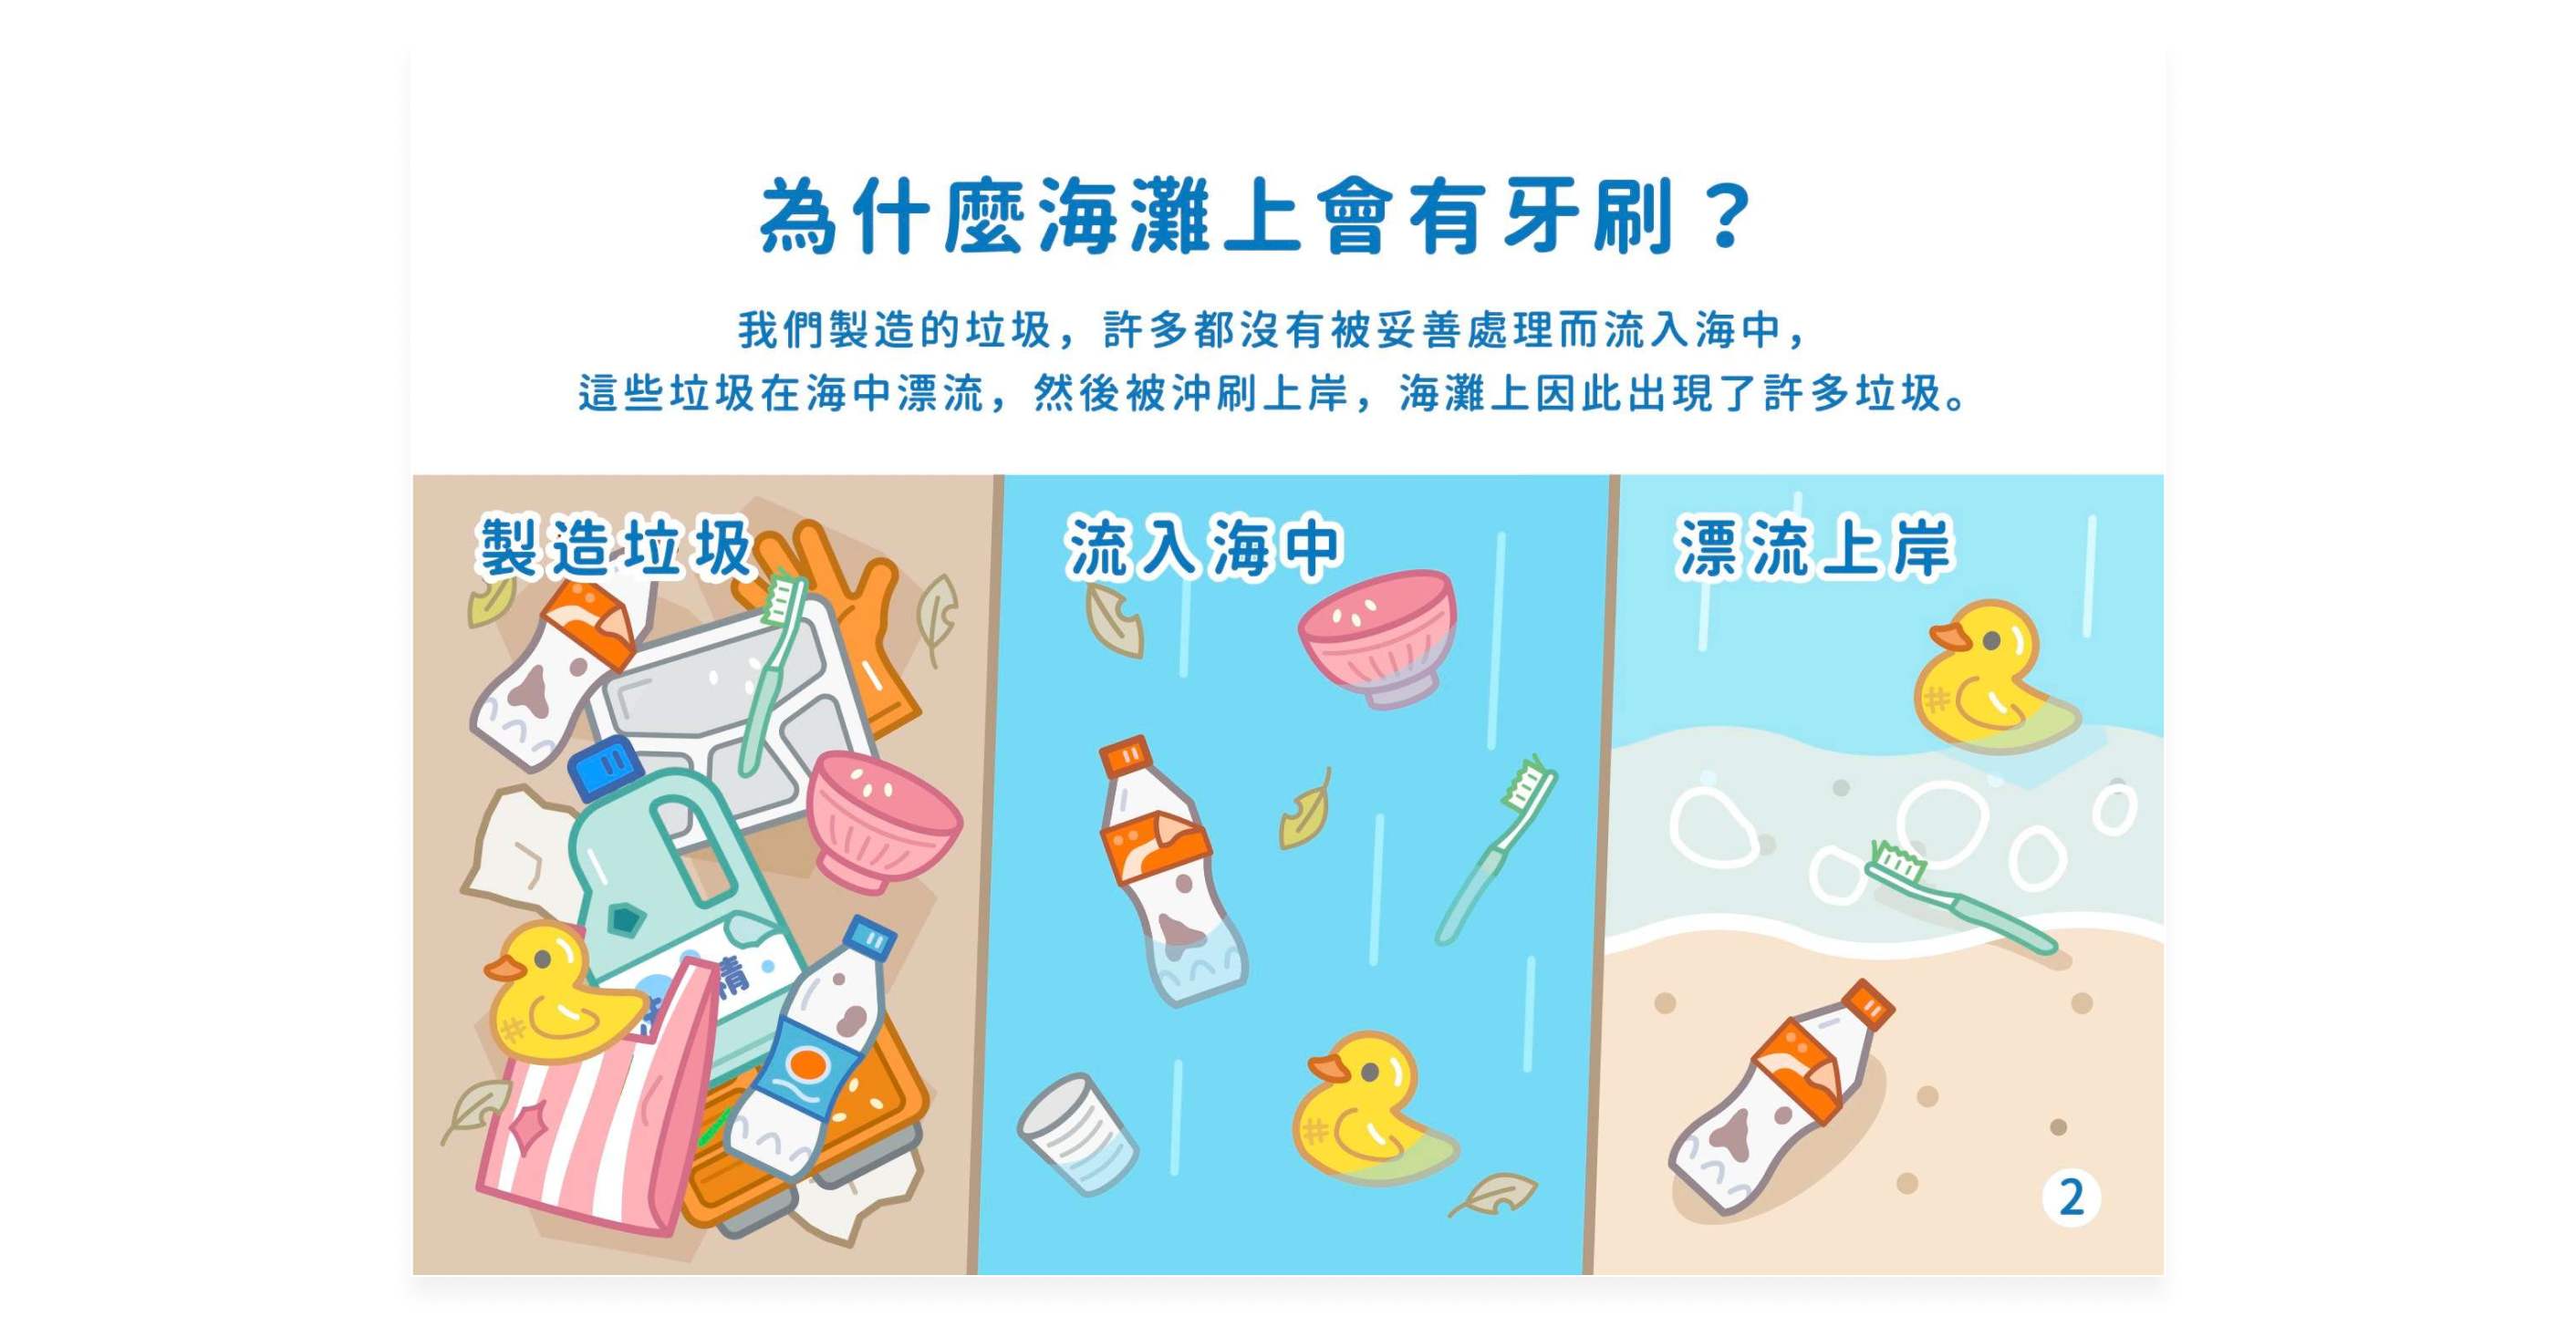 為什麼海灘上會有牙刷？
我們製造的垃圾，許多都沒有被妥善處理而流入海中，
這些垃圾在海中漂流，然後被沖刷上岸，海灘上因此出現了許多垃圾。
製造垃圾
流入海中
漂流上岸
精
2